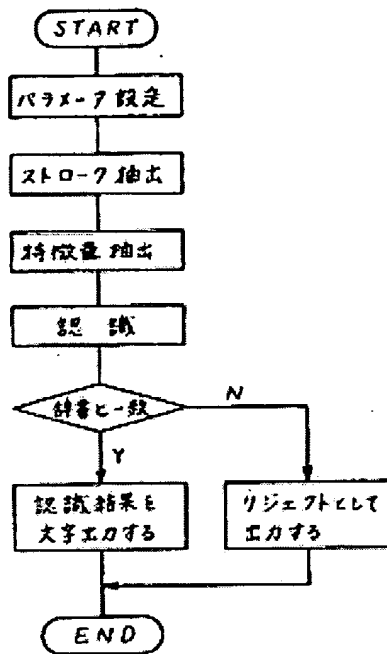 START
パラメータ設定
ストローク抽出
特徴量抽出
認識
辞書と一致
N
Y
認識結果を
文字出力する
リジェクトとして
出力する
END